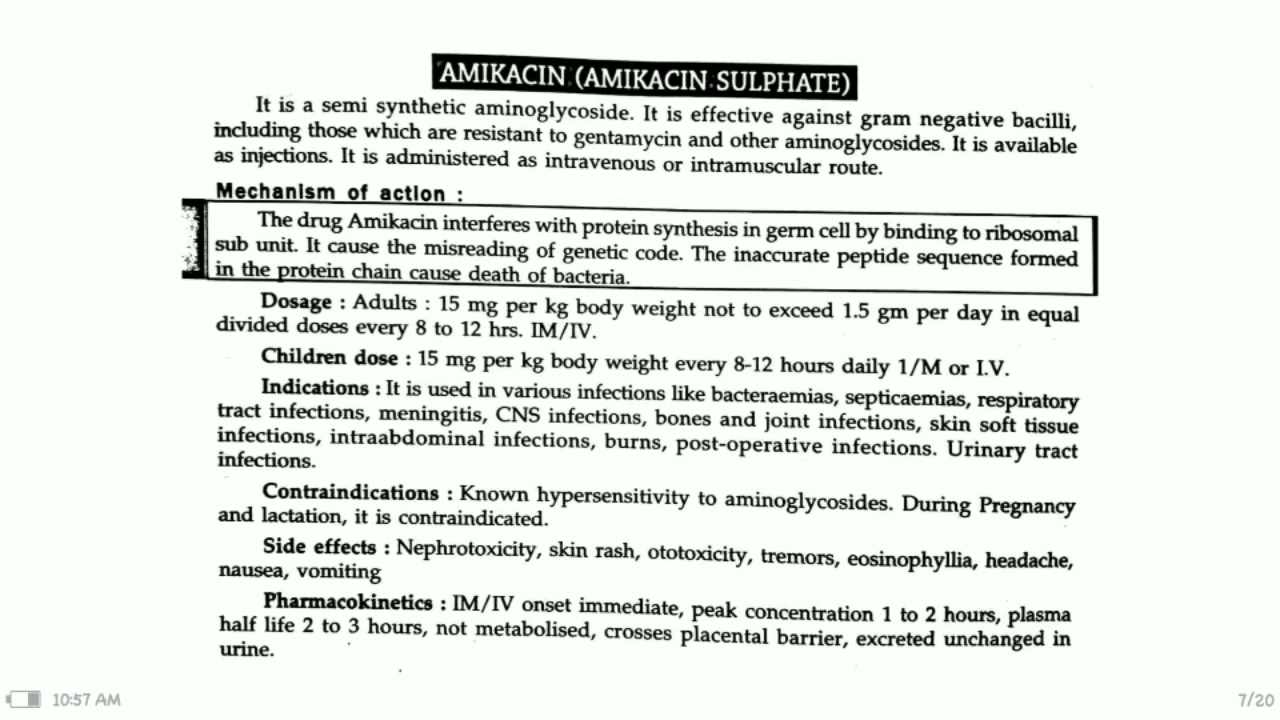 AMIKACIN (AMIKACIN SULPHATE)
It is a semi synthetic aminoglycoside. It is effective against gram negative bacilli,
including those which are resistant to gentamycin and other aminoglycosides. It is available
as injections. It is administered as intravenous or intramuscular route.
Mechanism of action :
The drug Amikacin interferes with protein synthesis in germ cell by binding to ribosomal
sub unit. It cause the misreading of genetic code. The inaccurate peptide sequence formed
in the protein chain cause death of bacteria.
Dosage : Adults : 15 mg per kg body weight not to exceed 1.5 gm per day in equal
divided doses every 8 to 12 hrs. IM/IV.
Children dose : 15 mg per kg body weight every 8-12 hours daily 1/M or I.V.
Indications : It is used in various infections like bacteraemias, septicaemias, respiratory
tract infections, meningitis, CNS infections, bones and joint infections, skin soft tissue
infections, intraabdominal infections, burns, post-operative infections. Urinary tract
infections.
Contraindications : Known hypersensitivity to aminoglycosides. During Pregnancy
and lactation, it is contraindicated.
Side effects : Nephrotoxicity, skin rash, ototoxicity, tremors, eosinophyllia, headache,
nausea, vomiting
Pharmacokinetics : IM/IV onset immediate, peak concentration 1 to 2 hours, plasma
half life 2 to 3 hours, not metabolised, crosses placental barrier, excreted unchanged in
urine.
10:57 AM
7/20